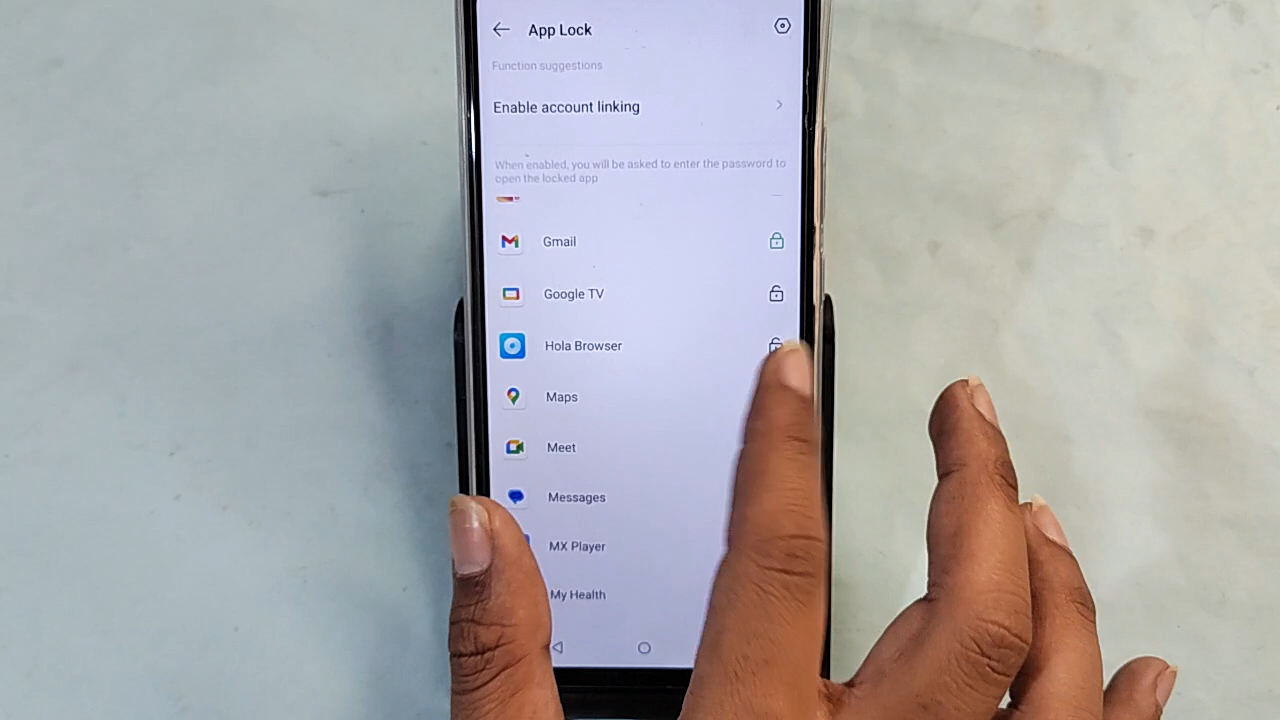 App Lock
Function suggestions
Enable account linking
When enabled, you will be asked to enter the password to
open the locked app
Gmail
Google TV
Hola Browser
Maps
Meet
Messages
MX Player
My Health